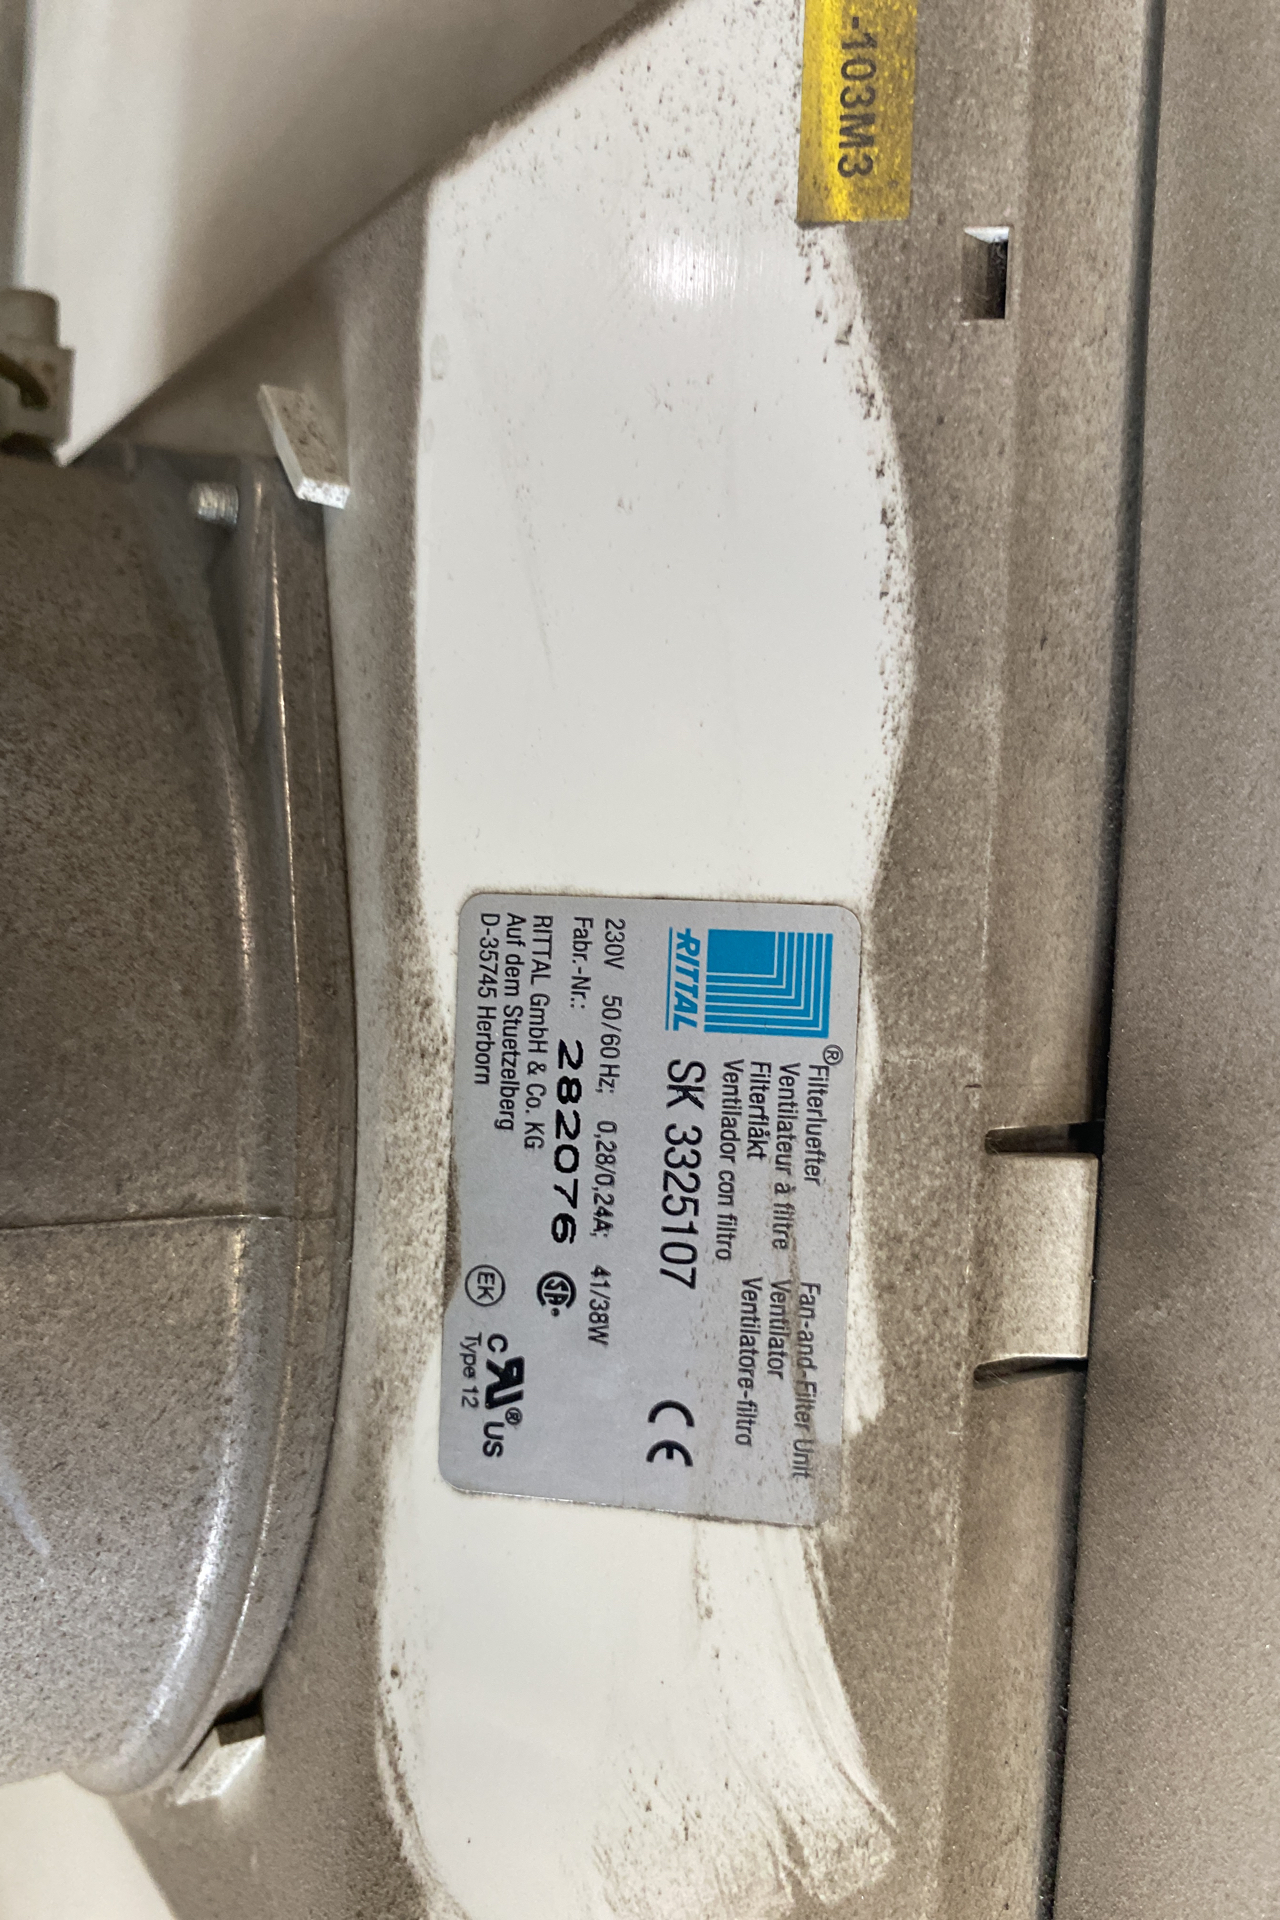 -103M3
RITTAL
®
Filterluefter Fan-and-Filter Unit
Ventilateur à filtre Ventilator
Filterfläkt Ventilatore-filtro
Ventilador con filtro
SK 3325107 CE
230V 50/60 Hz; 0,28/0,24A; 41/38W
Fabr.-Nr.: 282076 SA
RITTAL GmbH & Co. KG
Auf dem Stuetzelberg
D-35745 Herborn
EK
c RU® US
Type 12